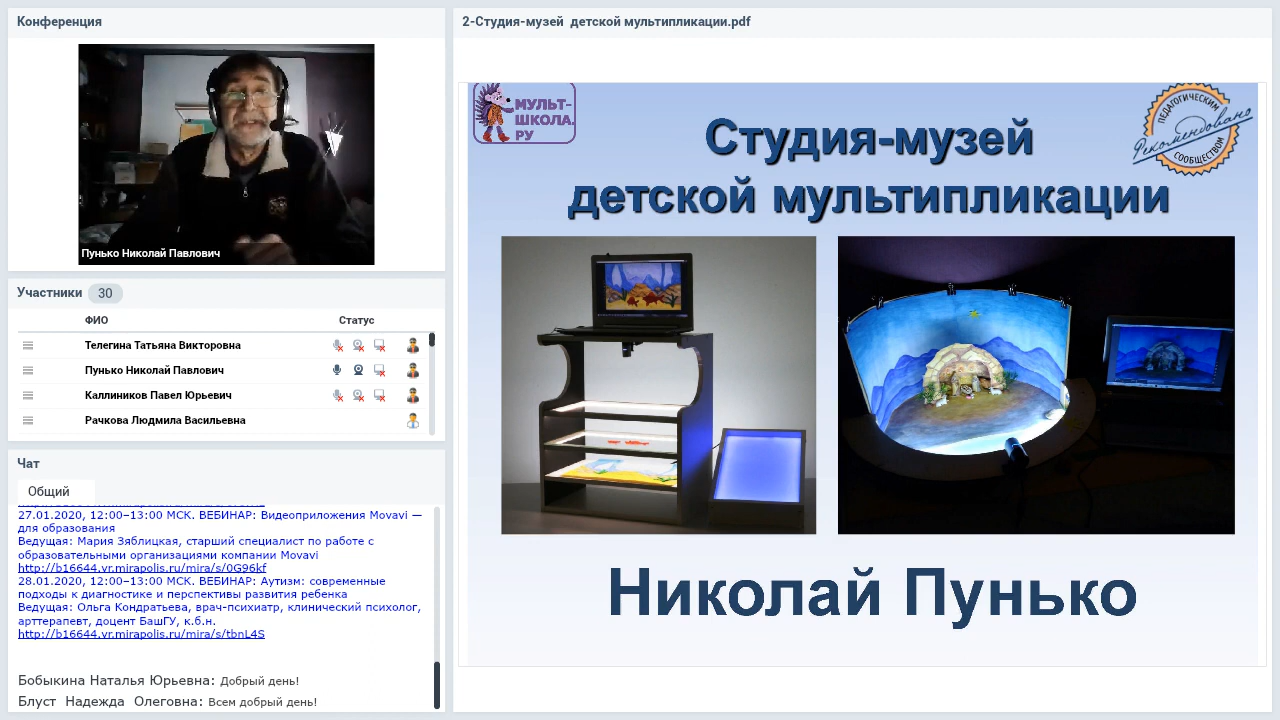 Конференция
Пунько Николай Павлович
Участники 30
ФИО Статус
Телегина Татьяна Викторовна
Пунько Николай Павлович
Каллиников Павел Юрьевич
Рачкова Людмила Васильевна
Чат
Общий
27.01.2020, 12:00–13:00 МСК. ВЕБИНАР: Видеоприложения Movavi —
для образования
Ведущая: Мария Зяблицкая, старший специалист по работе с
образовательными организациями компании Movavi
http://b16644.vr.mirapolis.ru/mira/s/0G96kf
28.01.2020, 12:00–13:00 МСК. ВЕБИНАР: Аутизм: современные
подходы к диагностике и перспективы развития ребенка
Ведущая: Ольга Кондратьева, врач-психиатр, клинический психолог,
арттерапевт, доцент БашГУ, к.б.н.
http://b16644.vr.mirapolis.ru/mira/s/tbnL4S
Бобыкина Наталья Юрьевна: Добрый день!
Блуст Надежда Олеговна: Всем добрый день!
2-Студия-музей детской мультипликации.pdf
МУЛЬТ-
ШКОЛА.
РУ
ПЕДАГОГИЧЕСКИМ
Рекомендовано
СООБЩЕСТВОМ
Студия-музей
детской мультипликации
Николай Пунько